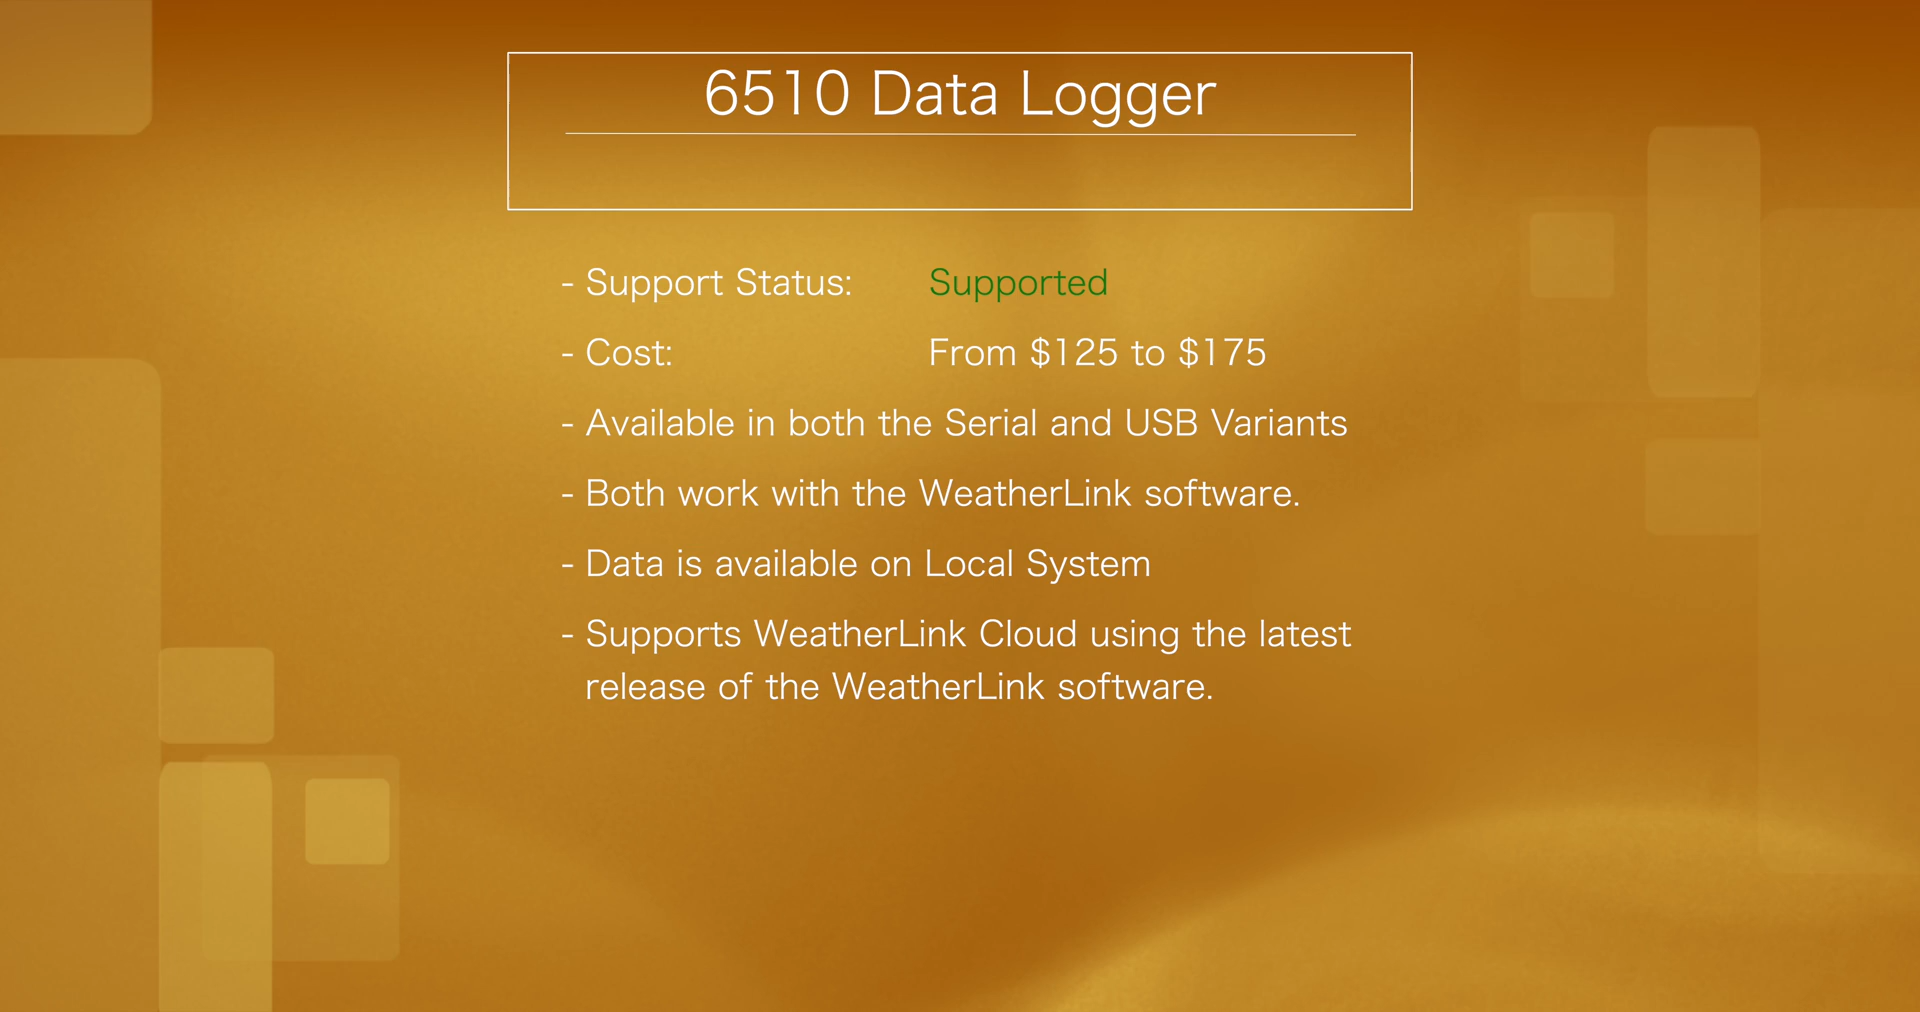 6510 Data Logger
- Support Status: Supported
- Cost: From $125 to $175
- Available in both the Serial and USB Variants
- Both work with the WeatherLink software.
- Data is available on Local System
- Supports WeatherLink Cloud using the latest
release of the WeatherLink software.